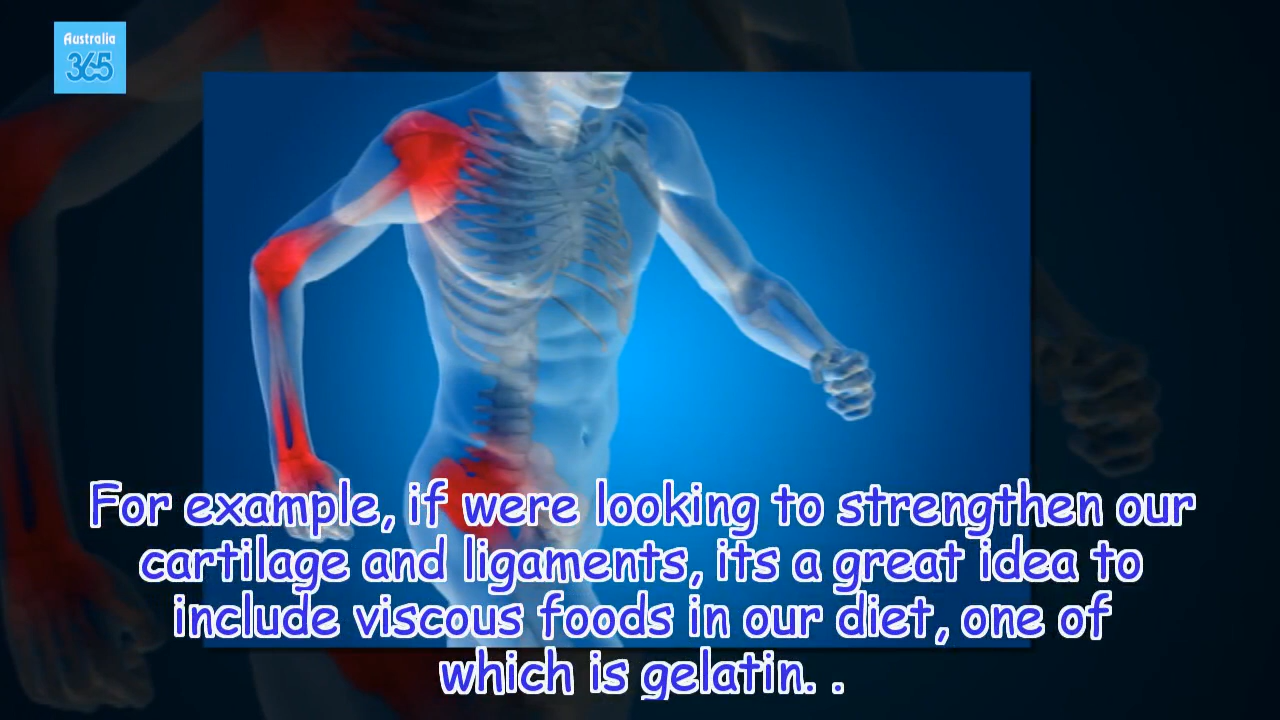 Australia
365
For example, if were looking to strengthen our
cartilage and ligaments, its a great idea to
include viscous foods in our diet, one of
which is gelatin. .